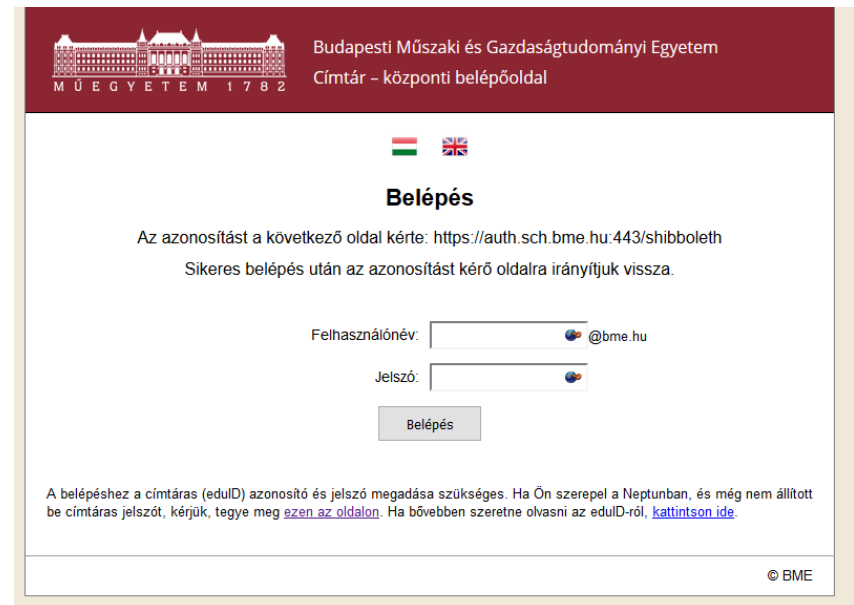 Budapesti Műszaki és Gazdaságtudományi Egyetem
Címtár – központi belépőoldal
MŰEGYETEM 1782
Belépés
Az azonosítást a következő oldal kérte: https://auth.sch.bme.hu:443/shibboleth
Sikeres belépés után az azonosítást kérő oldalra irányítjuk vissza.
Felhasználónév: @bme.hu
Jelszó:
Belépés
A belépéshez a címtáras (eduID) azonosító és jelszó megadása szükséges. Ha Ön szerepel a Neptunban, és még nem állított
be címtáras jelszót, kérjük, tegye meg ezen az oldalon. Ha bővebben szeretne olvasni az eduID-ról, kattintson ide.
© BME